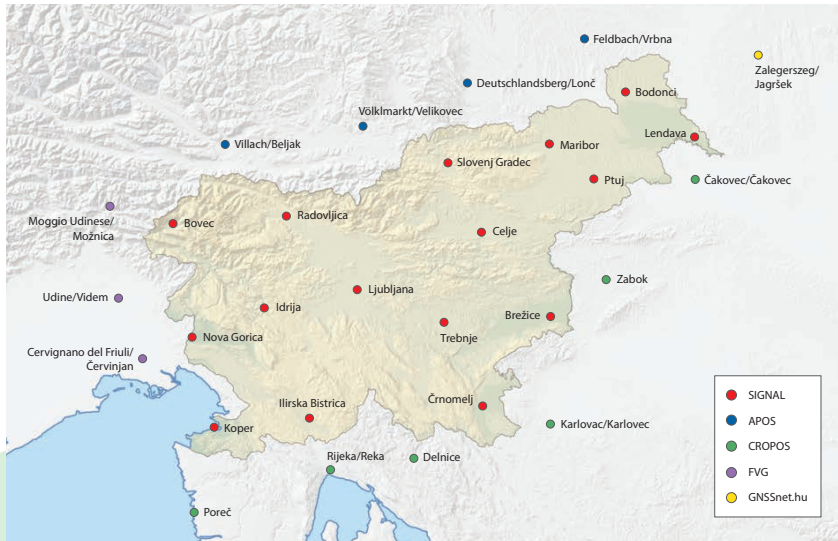 Feldbach/Vrbna
Zalegerszeg/
Jagršek
Deutschlandsberg/Lonč
Bodonci
Völklmarkt/Velikovec
Lendava
Villach/Beljak
Maribor
Slovenj Gradec
Ptuj
Čakovec/Čakovec
Moggio Udinese/
Možnica
Bovec
Radovljica
Celje
Zabok
Udine/Videm
Ljubljana
Idrija
Brežice
Nova Gorica
Trebnje
Cervignano del Friuli/
Červinjan
Ilirska Bistrica
Črnomelj
Koper
Karlovac/Karlovec
Rijeka/Reka
Delnice
Poreč
SIGNAL
APOS
CROPOS
FVG
GNSSnet.hu